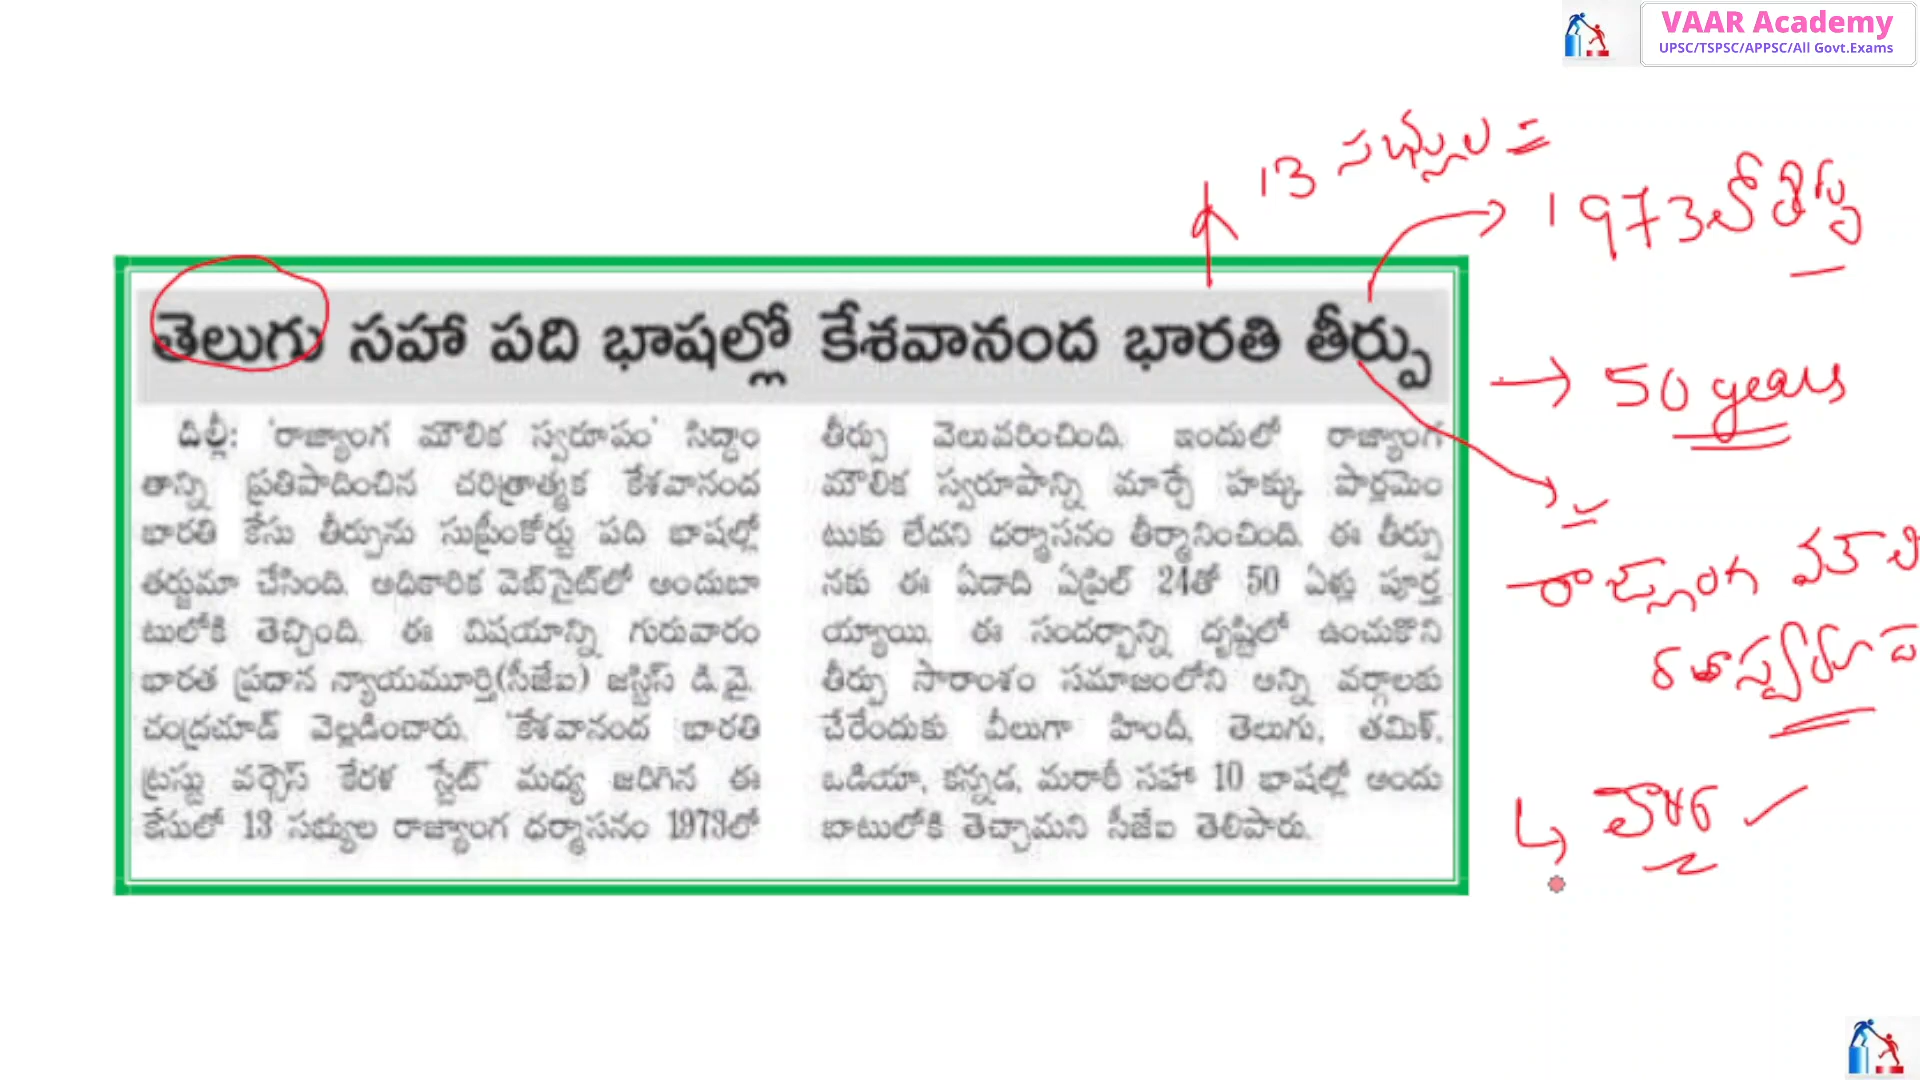 VAAR Academy
UPSC/TSPSC/APPSC/All Govt.Exams
13 సభ్యుల =
1973లో తీర్పు
తెలుగు సహా పది భాషల్లో కేశవానంద భారతి తీర్పు
50 years
దిల్లీ: 'రాజ్యాంగ మౌలిక స్వరూపం' సిద్ధాం
తాన్ని ప్రతిపాదించిన చరిత్రాత్మక కేశవానంద
భారతి కేసు తీర్పును సుప్రీంకోర్టు పది భాషల్లో
తర్జుమా చేసింది. అధికారిక వెబ్‌సైట్‌లో అందుబా
టులోకి తెచ్చింది. ఈ విషయాన్ని గురువారం
భారత ప్రధాన న్యాయమూర్తి(సీజేఐ) జస్టిస్ డి.వై.
చంద్రచూడ్ వెల్లడించారు. 'కేశవానంద భారతి
ట్రస్టు వర్సెస్ కేరళ స్టేట్' మధ్య జరిగిన ఈ
కేసులో 13 సభ్యుల రాజ్యాంగ ధర్మాసనం 1973లో
తీర్పు వెలువరించింది. ఇందులో రాజ్యాంగ
మౌలిక స్వరూపాన్ని మార్చే హక్కు పార్లమెం
టుకు లేదని ధర్మాసనం తీర్మానించింది. ఈ తీర్పు
నకు ఈ ఏడాది ఏప్రిల్ 24తో 50 ఏళ్లు పూర్త
య్యాయి. ఈ సందర్భాన్ని దృష్టిలో ఉంచుకొని
తీర్పు సారాంశం సమాజంలోని అన్ని వర్గాలకు
చేరేందుకు వీలుగా హిందీ, తెలుగు, తమిళ్,
ఒడియా, కన్నడ, మరాఠీ సహా 10 భాషల్లో అందు
బాటులోకి తెచ్చామని సీజేఐ తెలిపారు.
రాజ్యాంగ మౌలి
క స్వరూప